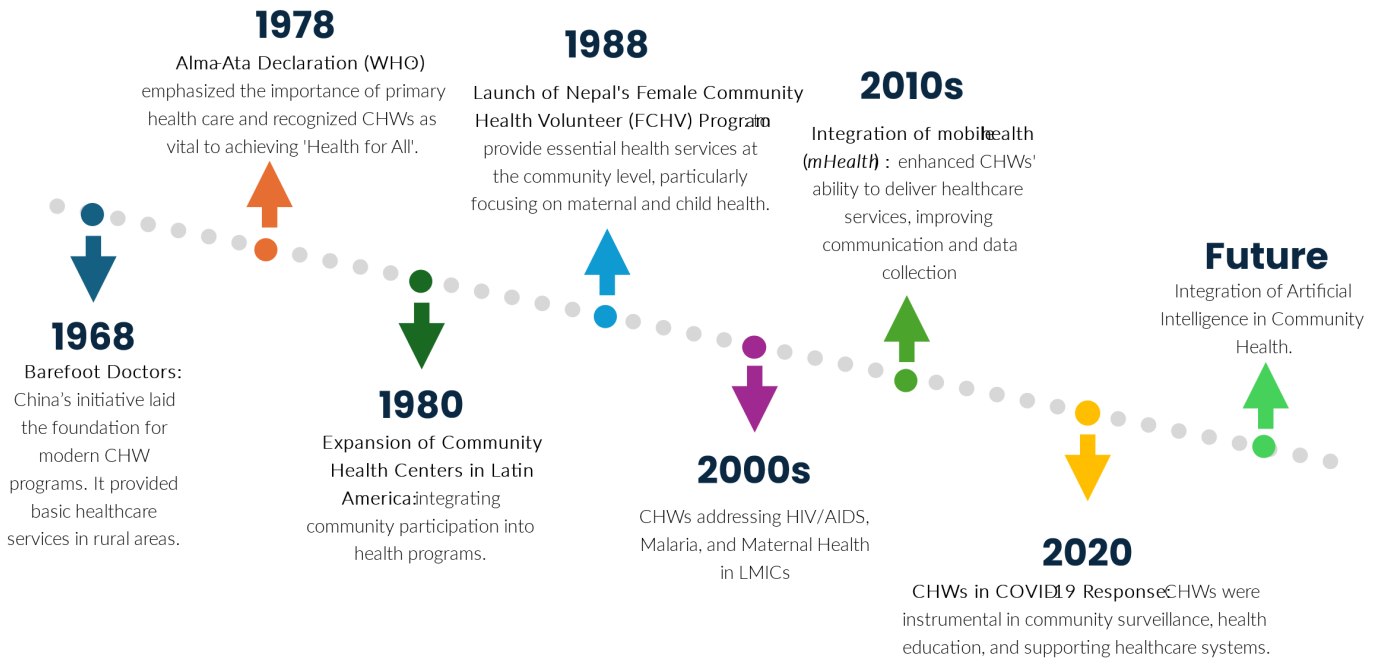 1968
Barefoot Doctors:
China's initiative laid
the foundation for
modern CHW
programs. It provided
basic healthcare
services in rural areas.
1978
Alma-Ata Declaration (WHO)
emphasized the importance of primary
health care and recognized CHWs as
vital to achieving 'Health for All'.
1980
Expansion of Community
Health Centers in Latin
America:integrating
community participation into
health programs.
1988
Launch of Nepal's Female Community
Health Volunteer (FCHV) Program:to
provide essential health services at
the community level, particularly
focusing on maternal and child health.
2000s
CHWs addressing HIV/AIDS,
Malaria, and Maternal Health
in LMICs
2010s
Integration of mobile health
(mHealth) : enhanced CHWs'
ability to deliver healthcare
services, improving
communication and data
collection
2020
CHWs in COVID-19 Response:CHWs were
instrumental in community surveillance, health
education, and supporting healthcare systems.
Future
Integration of Artificial
Intelligence in Community
Health.